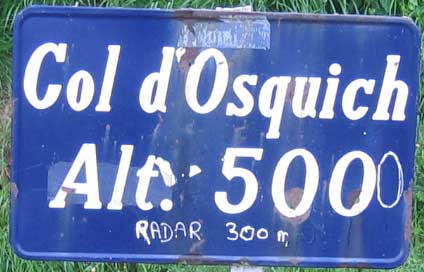 Col d'Osquich
Alt. 5000
RADAR 300 m